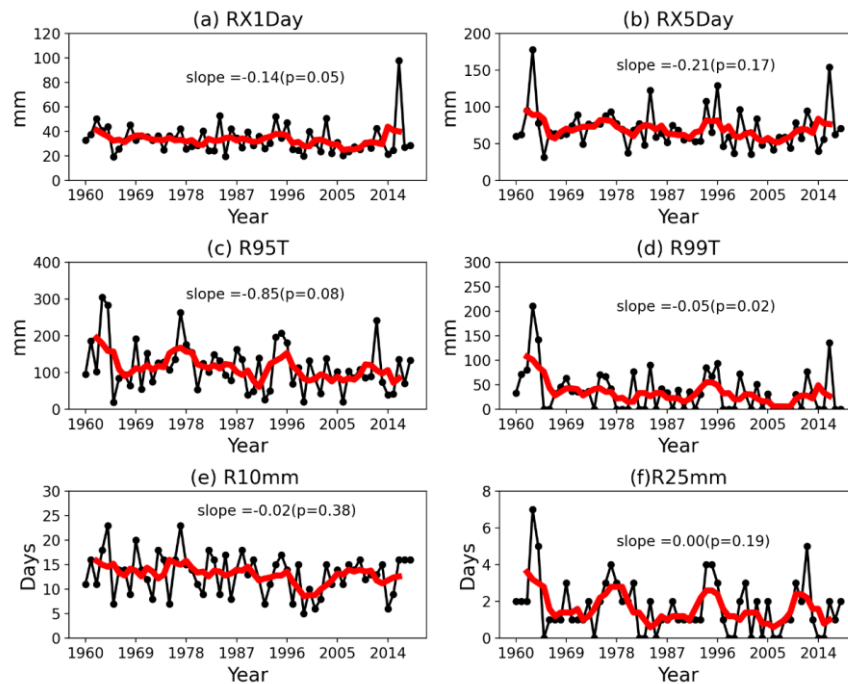 (a) RX1Day
120
100
80
60
40
20
0
mm
slope =-0.14(p=0.05)
1960 1969 1978 1987 1996 2005 2014
Year
(b) RX5Day
200
150
100
50
0
mm
slope =-0.21(p=0.17)
1960 1969 1978 1987 1996 2005 2014
Year
(c) R95T
400
300
200
100
0
mm
slope =-0.85(p=0.08)
1960 1969 1978 1987 1996 2005 2014
Year
(d) R99T
300
250
200
150
100
50
0
mm
slope =-0.05(p=0.02)
1960 1969 1978 1987 1996 2005 2014
Year
(e) R10mm
30
25
20
15
10
5
0
Days
slope =-0.02(p=0.38)
1960 1969 1978 1987 1996 2005 2014
Year
(f)R25mm
8
6
4
2
0
Days
slope =0.00(p=0.19)
1960 1969 1978 1987 1996 2005 2014
Year